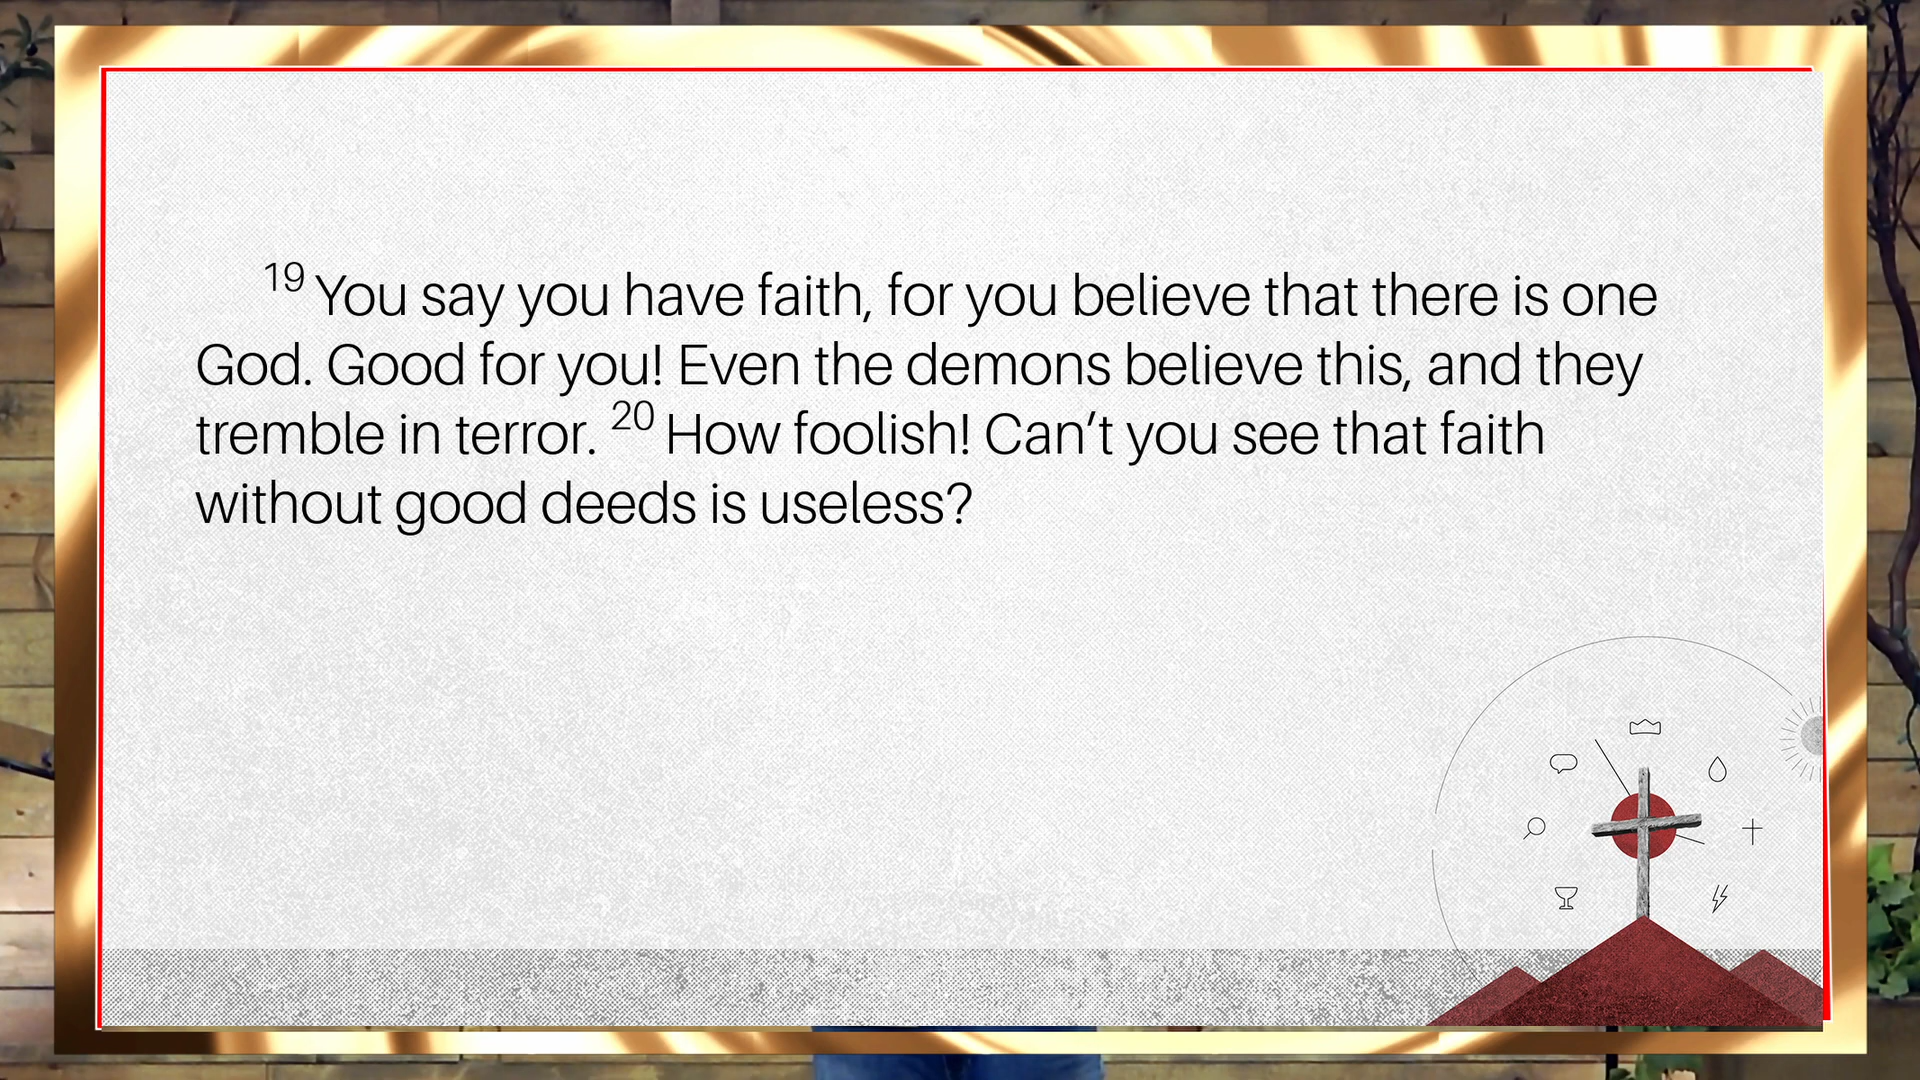 19 You say you have faith, for you believe that there is one
God. Good for you! Even the demons believe this, and they
tremble in terror. 20 How foolish! Can’t you see that faith
without good deeds is useless?